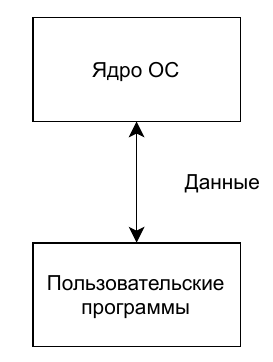 Ядро ОС
Данные
Пользовательские
программы